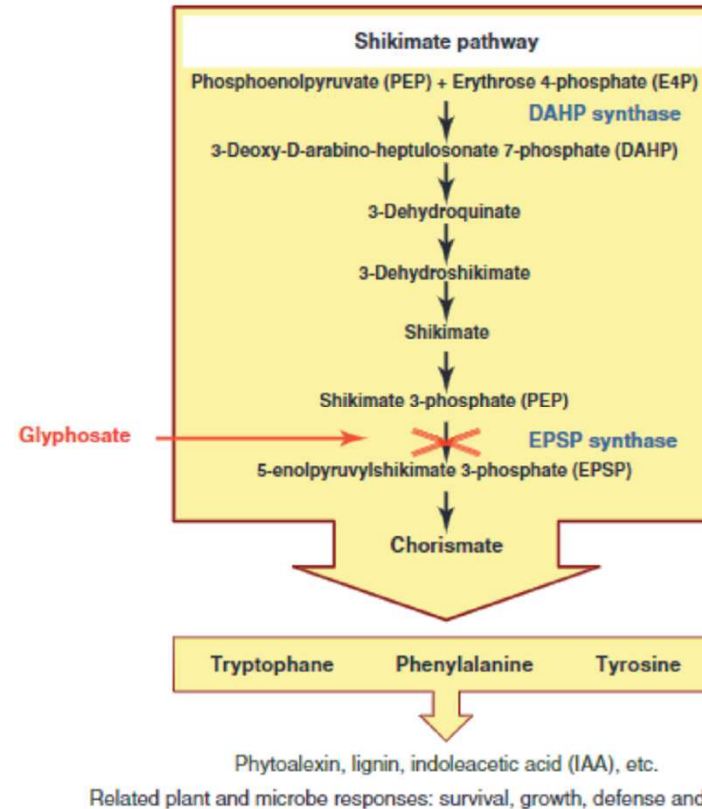 Shikimate pathway
Phosphoenolpyruvate (PEP) + Erythrose 4-phosphate (E4P)
DAHP synthase
3-Deoxy-D-arabino-heptulosonate 7-phosphate (DAHP)
3-Dehydroquinate
3-Dehydroshikimate
Shikimate
Shikimate 3-phosphate (PEP)
Glyphosate
EPSP synthase
5-enolpyruvylshikimate 3-phosphate (EPSP)
Chorismate
Tryptophane Phenylalanine Tyrosine
Phytoalexin, lignin, indoleacetic acid (IAA), etc.
Related plant and microbe responses: survival, growth, defense and